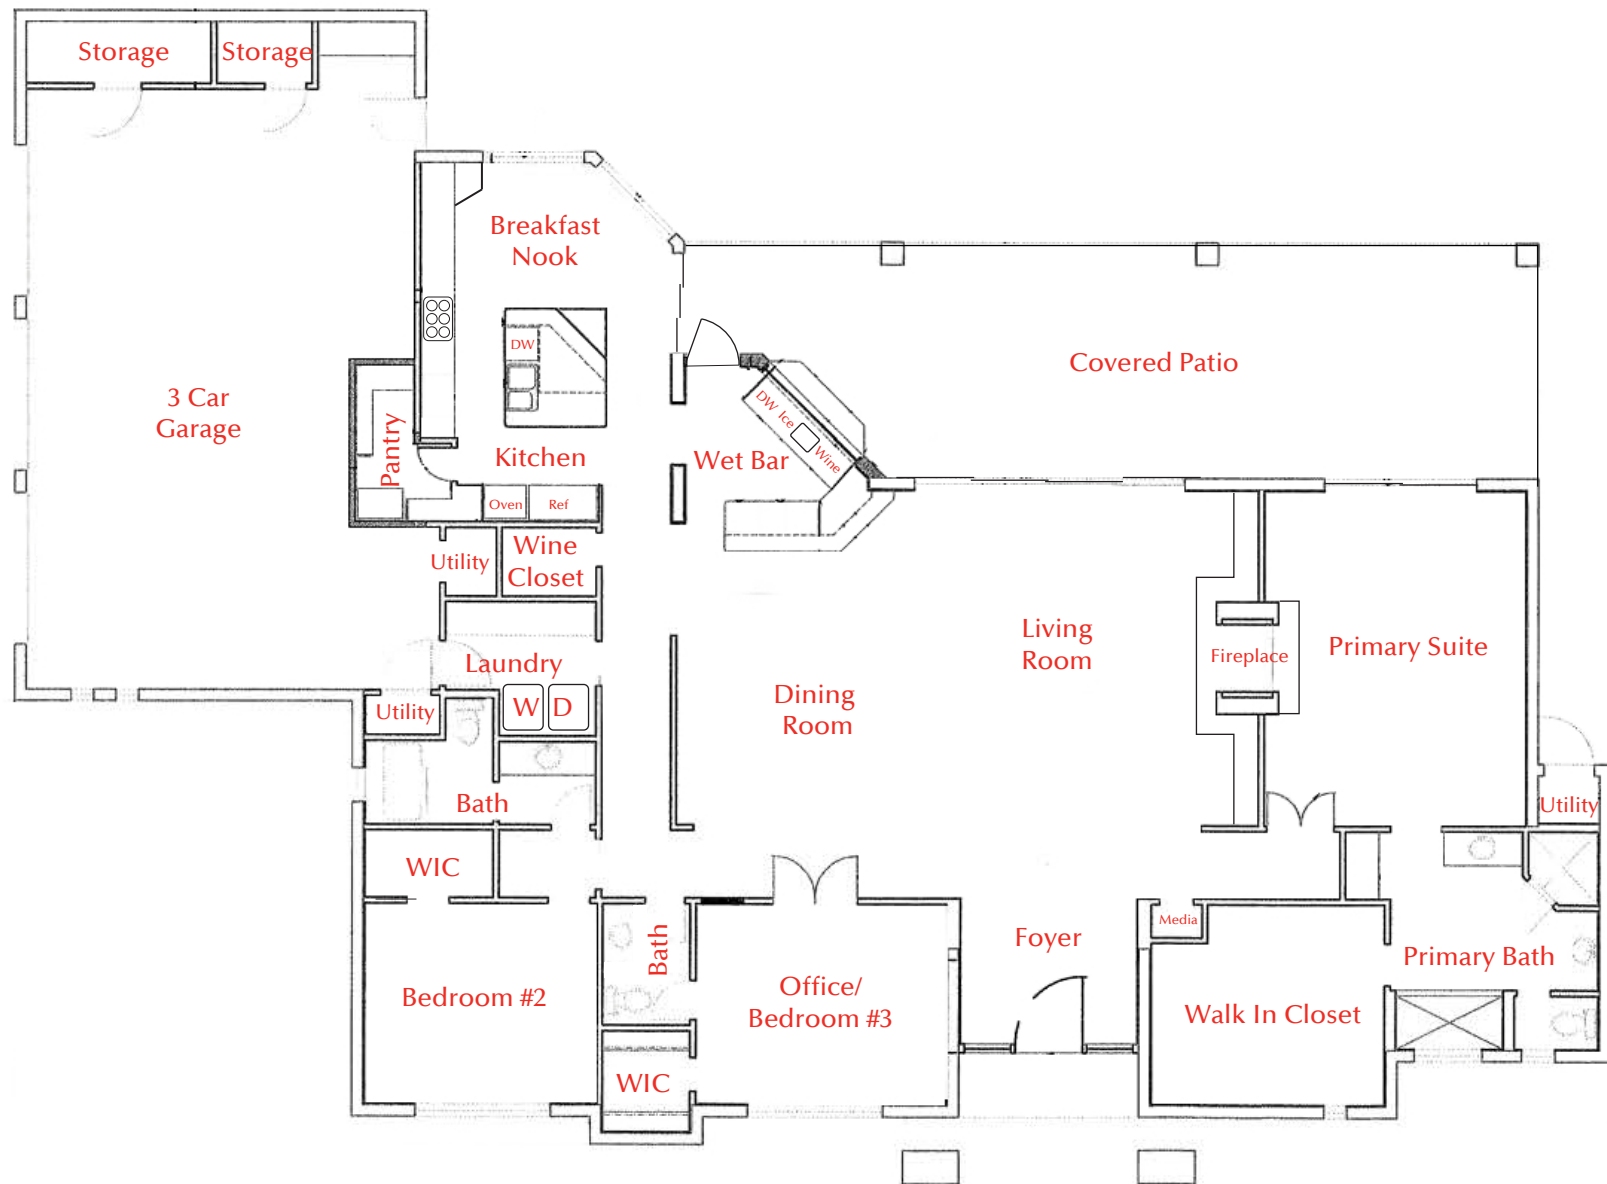 Storage
Storage
Breakfast
Nook
DW
Covered Patio
3 Car
Garage
Pantry
Kitchen
DW
Ice
Wine
Wet Bar
Oven
Ref
Utility
Wine
Closet
Laundry
W
D
Utility
Living
Room
Dining
Room
Fireplace
Primary Suite
Utility
Bath
WIC
Bath
Media
Foyer
Primary Bath
Bedroom #2
Office/
Bedroom #3
Walk In Closet
WIC